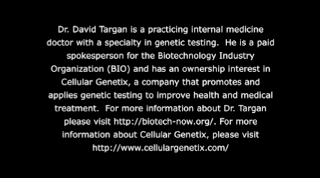 Dr. David Targan is a practicing internal medicine
doctor with a specialty in genetic testing.  He is a paid
spokesperson for the Biotechnology Industry
Organization (BIO) and has an ownership interest in
Cellular Genetix, a company that promotes and
applies genetic testing to improve health and medical
treatment.  For more information about Dr. Targan
please visit http://biotech-now.org/. For more
information about Cellular Genetix, please visit
http://www.cellulargenetix.com/